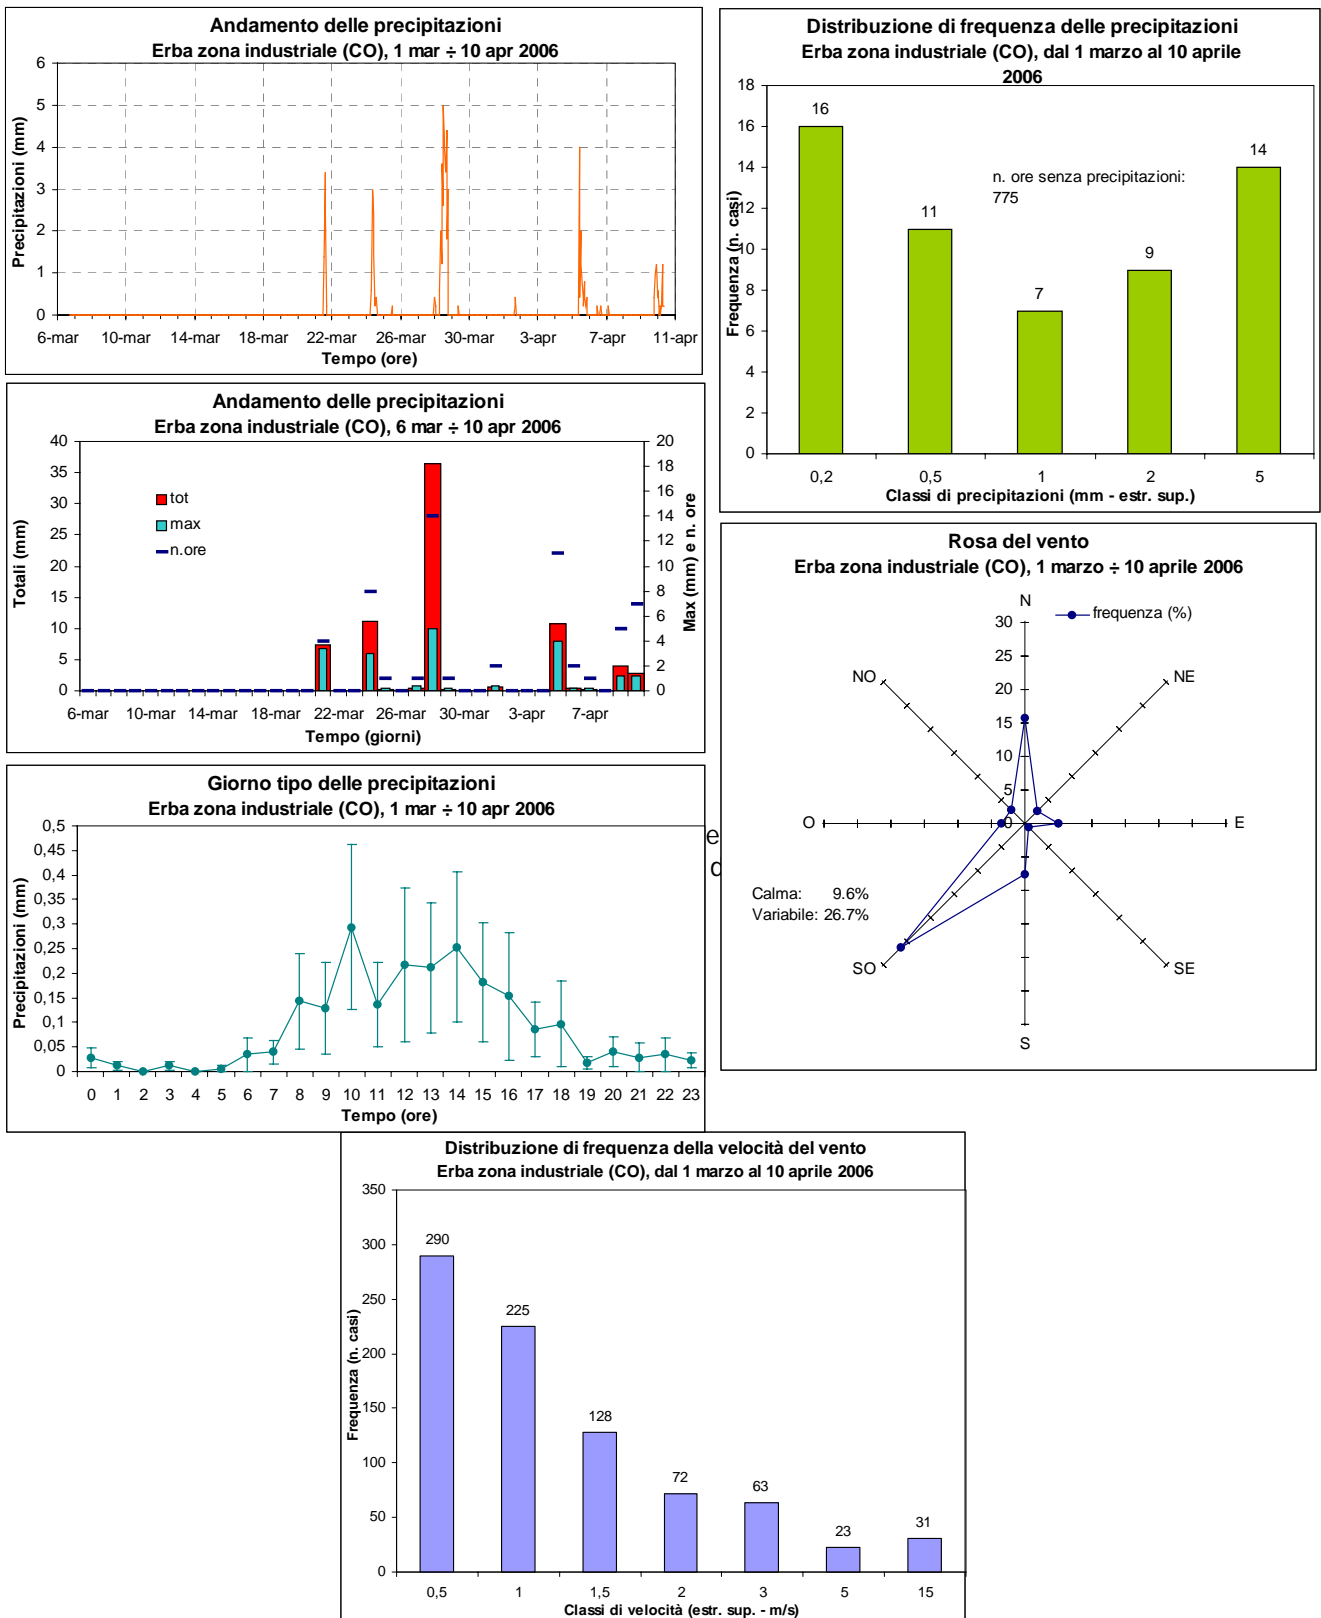 Andamento delle precipitazioni
Erba zona industriale (CO), 1 mar ÷ 10 apr 2006
Precipitazioni (mm)
6
5
4
3
2
1
0
6-mar 10-mar 14-mar 18-mar 22-mar 26-mar 30-mar 3-apr 7-apr 11-apr
Tempo (ore)
Distribuzione di frequenza delle precipitazioni
Erba zona industriale (CO), dal 1 marzo al 10 aprile
2006
Frequenza (n. casi)
18
16
14
12
10
8
6
4
2
0
16
11
7
9
14
n. ore senza precipitazioni:
775
0,2 0,5 1 2 5
Classi di precipitazioni (mm - estr. sup.)
Andamento delle precipitazioni
Erba zona industriale (CO), 6 mar ÷ 10 apr 2006
Totali (mm)
40
35
30
25
20
15
10
5
0
tot
max
n.ore
20
18
16
14
12
10
8
6
4
2
0
Max (mm) e n. ore
6-mar 10-mar 14-mar 18-mar 22-mar 26-mar 30-mar 3-apr 7-apr
Tempo (giorni)
Rosa del vento
Erba zona industriale (CO), 1 marzo ÷ 10 aprile 2006
N
frequenza (%)
30
25
20
15
10
5
0
NO
NE
O
E
SO
SE
S
Calma: 9.6%
Variabile: 26.7%
Giorno tipo delle precipitazioni
Erba zona industriale (CO), 1 mar ÷ 10 apr 2006
Precipitazioni (mm)
0,5
0,45
0,4
0,35
0,3
0,25
0,2
0,15
0,1
0,05
0
0 1 2 3 4 5 6 7 8 9 10 11 12 13 14 15 16 17 18 19 20 21 22 23
Tempo (ore)
e
Distribuzione di frequenza della velocità del vento
Erba zona industriale (CO), dal 1 marzo al 10 aprile 2006
Frequenza (n. casi)
350
300
250
200
150
100
50
0
290
225
128
72
63
23
31
0,5 1 1,5 2 3 5 15
Classi di velocità (estr. sup. - m/s)